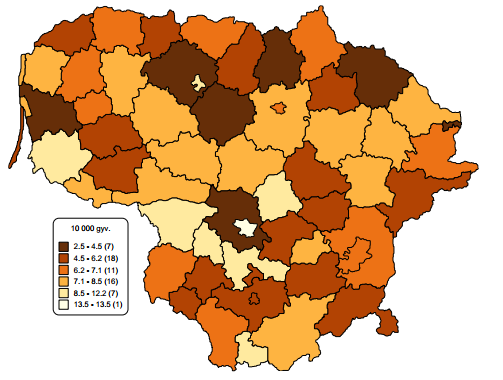 10 000 gyv.
2.5 - 4.5 (7)
4.5 - 6.2 (18)
6.2 - 7.1 (11)
7.1 - 8.5 (16)
8.5 - 12.2 (7)
13.5 - 13.5 (1)